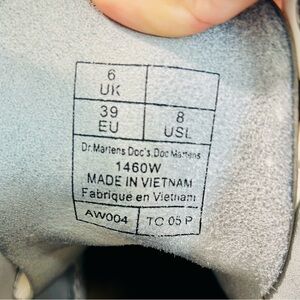 6
UK
39 8
EU USL
Dr. Martens Doc's. Doc Martens
1460W
MADE IN VIETNAM
Fabriqué en Vietnam
AW004 TC 05 P